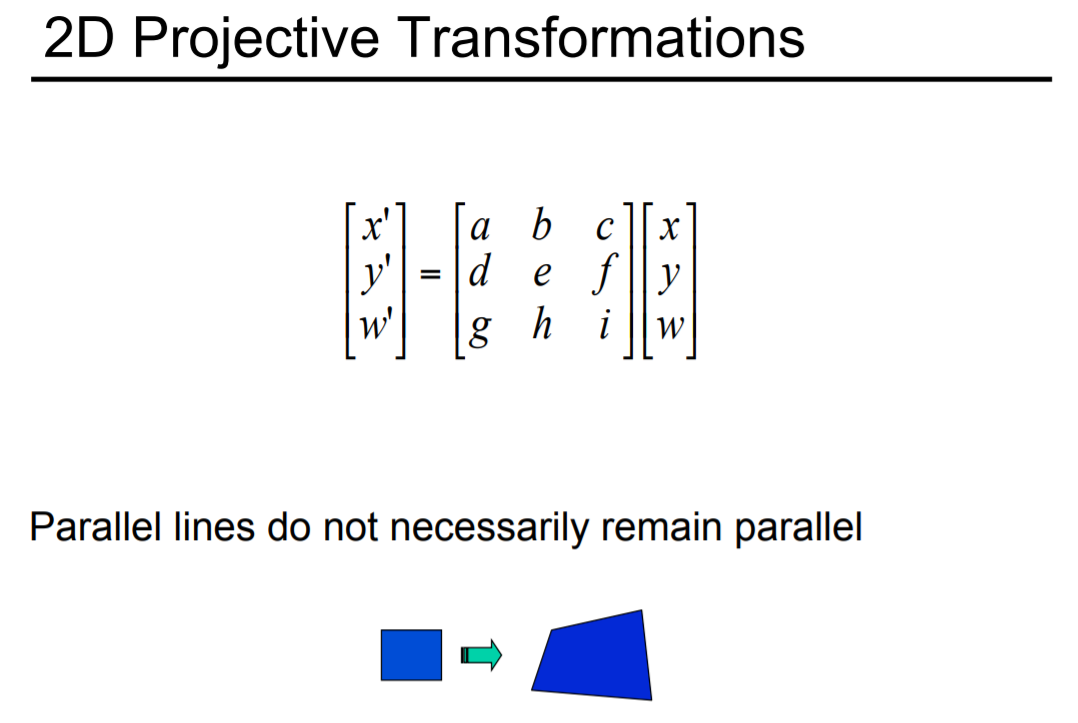 2D Projective Transformations
[x'] = [a b c] [x]
[y'] = [d e f] [y]
[w'] = [g h i] [w]
Parallel lines do not necessarily remain parallel